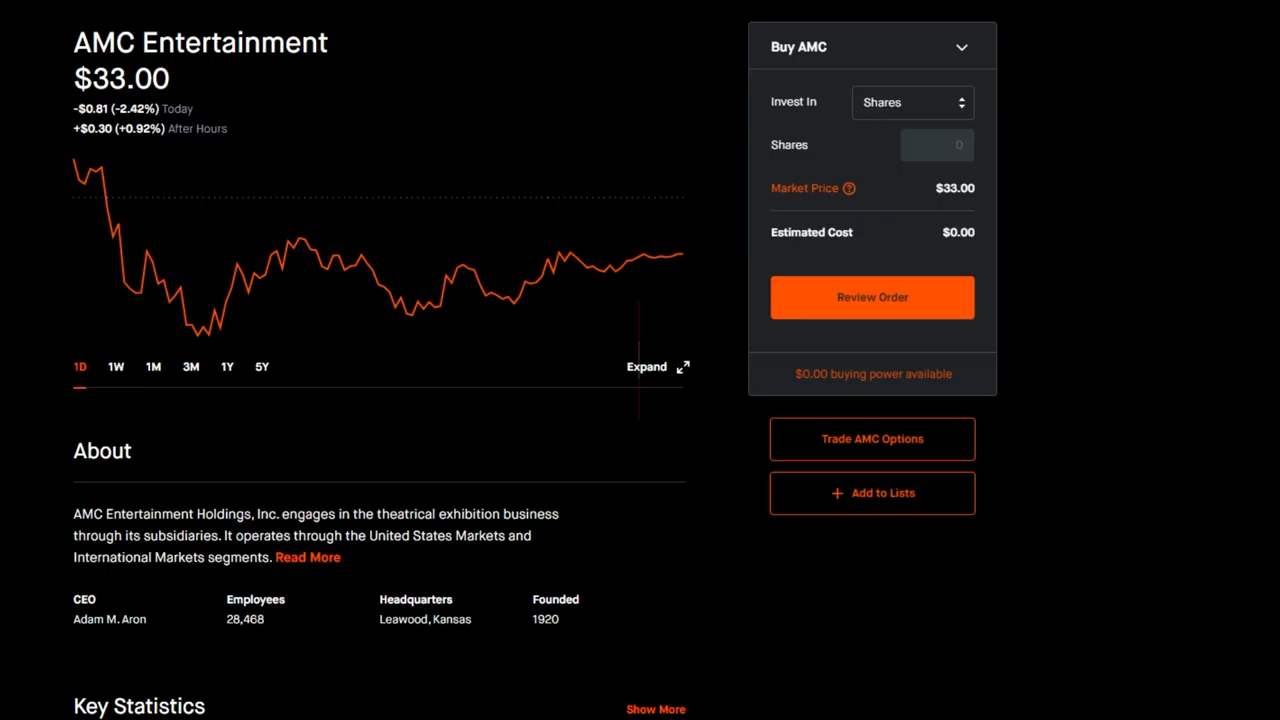 AMC Entertainment
$33.00
-$0.81 (-2.42%) Today
+$0.30 (+0.92%) After Hours
1D 1W 1M 3M 1Y 5Y Expand
About
AMC Entertainment Holdings, Inc. engages in the theatrical exhibition business
through its subsidiaries. It operates through the United States Markets and
International Markets segments. Read More
CEO Employees Headquarters Founded
Adam M. Aron 28,468 Leawood, Kansas 1920
Key Statistics Show More
Buy AMC
Invest In Shares
Shares 0
Market Price ? $33.00
Estimated Cost $0.00
Review Order
$0.00 buying power available
Trade AMC Options
+ Add to Lists